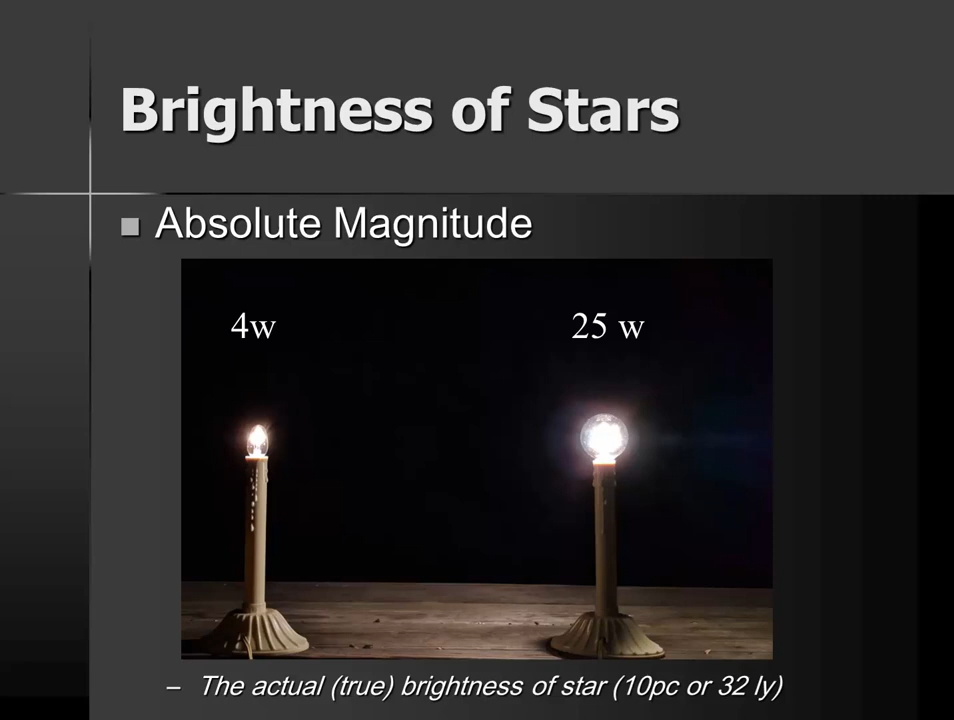 Brightness of Stars
Absolute Magnitude
4w
25 w
– The actual (true) brightness of star (10pc or 32 ly)